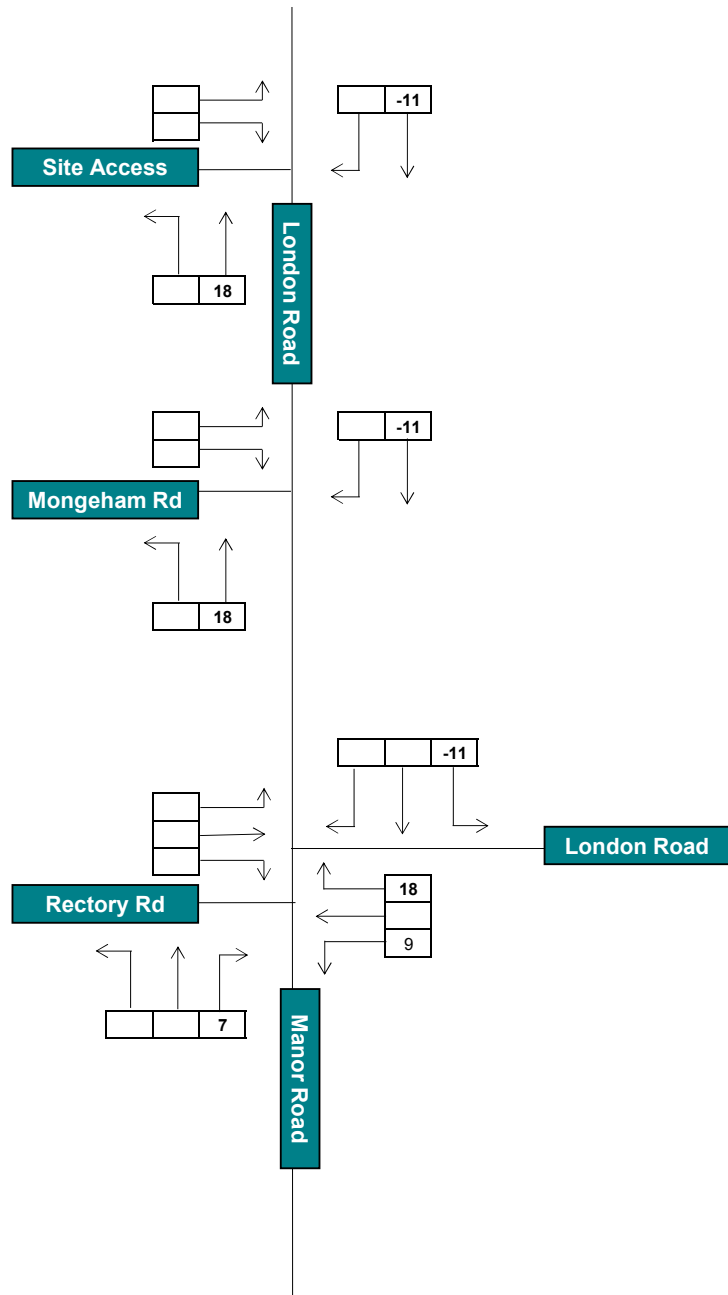 -11
Site Access
London Road
18
-11
Mongeham Rd
18
-11
London Road
18
Rectory Rd
9
7
Manor Road